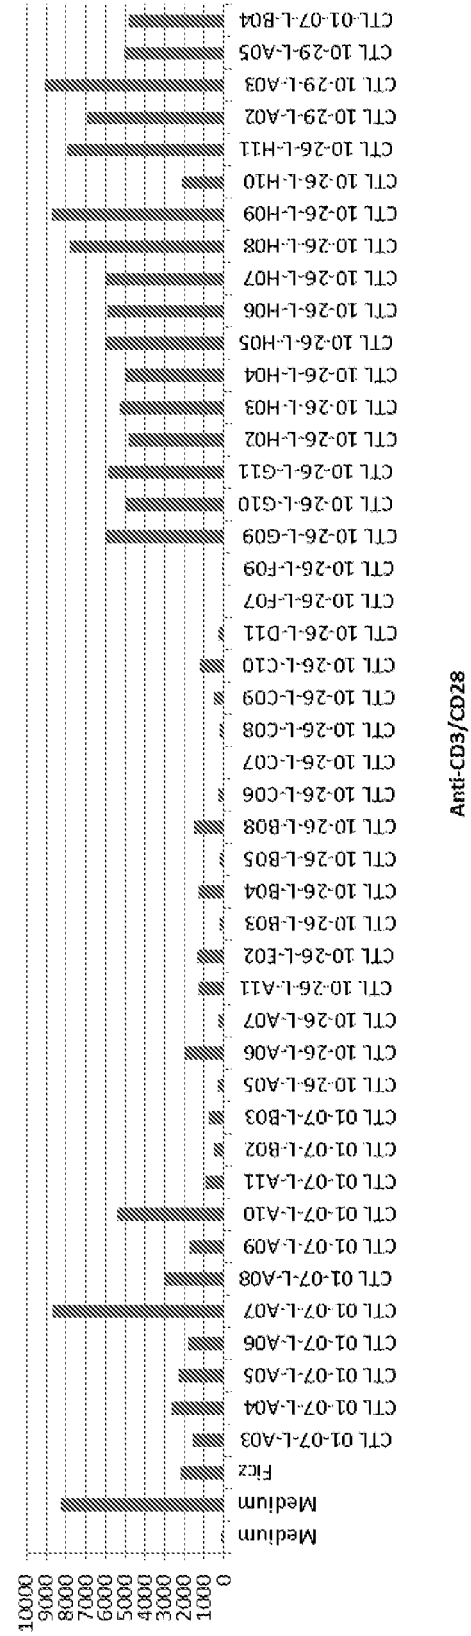 10000
9000
8000
7000
6000
5000
4000
3000
2000
1000
0
Medium
Medium
Ficz
CTL 01-07-L-A03
CTL 01-07-L-A04
CTL 01-07-L-A05
CTL 01-07-L-A06
CTL 01-07-L-A07
CTL 01-07-L-A08
CTL 01-07-L-A09
CTL 01-07-L-A10
CTL 01-07-L-A11
CTL 01-07-L-B02
CTL 01-07-L-B03
CTL 10-26-L-A05
CTL 10-26-L-A06
CTL 10-26-L-A07
CTL 10-26-L-A11
CTL 10-26-L-E02
CTL 10-26-L-B03
CTL 10-26-L-B04
CTL 10-26-L-B05
CTL 10-26-L-B08
CTL 10-26-L-C06
CTL 10-26-L-C07
CTL 10-26-L-C08
CTL 10-26-L-C09
CTL 10-26-L-C10
CTL 10-26-L-D11
CTL 10-26-L-F07
CTL 10-26-L-F09
CTL 10-26-L-G09
CTL 10-26-L-G10
CTL 10-26-L-G11
CTL 10-26-L-H02
CTL 10-26-L-H03
CTL 10-26-L-H04
CTL 10-26-L-H05
CTL 10-26-L-H06
CTL 10-26-L-H07
CTL 10-26-L-H08
CTL 10-26-L-H09
CTL 10-26-L-H10
CTL 10-26-L-H11
CTL 10-29-L-A02
CTL 10-29-L-A03
CTL 10-29-L-A05
CTL-01-07-L-B04
Anti-CD3/CD28